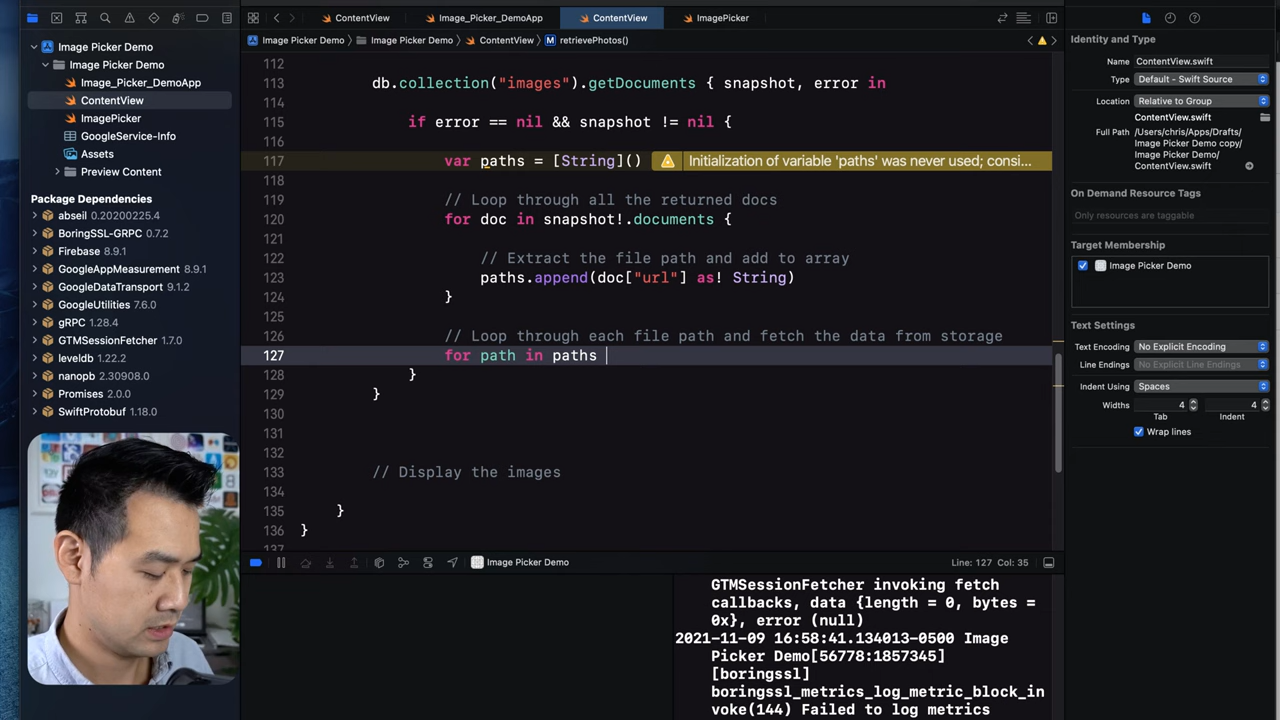 ContentView
Image_Picker_DemoApp
ContentView
ImagePicker
Image Picker Demo
Image Picker Demo
Image_Picker_DemoApp
ContentView
ImagePicker
GoogleService-Info
Assets
Preview Content
Package Dependencies
abseil 0.20200225.4
BoringSSL-GRPC 0.7.2
Firebase 8.9.1
GoogleAppMeasurement 8.9.1
GoogleDataTransport 9.1.2
GoogleUtilities 7.6.0
gRPC 1.28.4
GTMSessionFetcher 1.7.0
leveldb 1.22.2
nanopb 2.30908.0
Promises 2.0.0
SwiftProtobuf 1.18.0
Image Picker Demo
Image Picker Demo
ContentView
M retrievePhotos()
112
113 db.collection("images").getDocuments { snapshot, error in
114
115 if error == nil && snapshot != nil {
116
117 var paths = [String]() Initialization of variable 'paths' was never used; consi...
118
119 // Loop through all the returned docs
120 for doc in snapshot!.documents {
121
122 // Extract the file path and add to array
123 paths.append(doc["url"] as! String)
124 }
125
126 // Loop through each file path and fetch the data from storage
127 for path in paths
128 }
129 }
130
131
132
133 // Display the images
134
135 }
136 }
137
Image Picker Demo
Line: 127 Col: 35
GTMSessionFetcher invoking fetch
callbacks, data {length = 0, bytes =
0x}, error (null)
2021-11-09 16:58:41.134013-0500 Image
Picker Demo[56778:1857345]
[boringssl]
boringssl_metrics_log_metric_block_in
voke(144) Failed to log metrics
Identity and Type
Name ContentView.swift
Type Default - Swift Source
Location Relative to Group
ContentView.swift
Full Path /Users/chris/Apps/Drafts/
Image Picker Demo copy/
Image Picker Demo/
ContentView.swift
On Demand Resource Tags
Only resources are taggable
Target Membership
Image Picker Demo
Text Settings
Text Encoding No Explicit Encoding
Line Endings No Explicit Line Endings
Indent Using Spaces
Widths 4 4
Tab Indent
Wrap lines